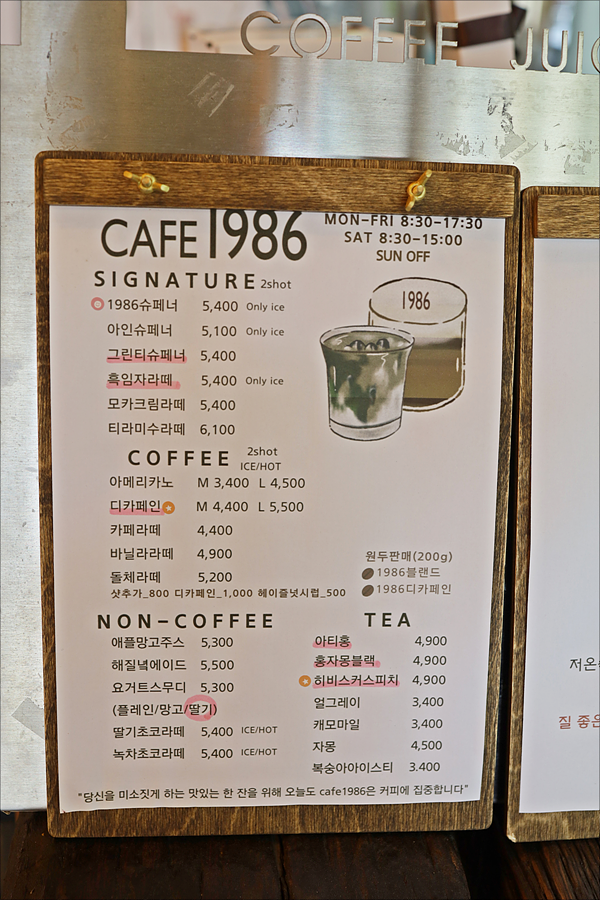 COFFEE JUIC
CAFE 1986
MON-FRI 8:30-17:30
SAT 8:30-15:00
SUN OFF
SIGNATURE 2shot
1986슈페너 5,400 Only ice
아인슈페너 5,100 Only ice
그린티슈페너 5,400
흑임자라떼 5,400 Only ice
모카크림라떼 5,400
티라미수라떼 6,100
1986
COFFEE 2shot
ICE/HOT
아메리카노 M 3,400 L 4,500
디카페인 M 4,400 L 5,500
카페라떼 4,400
바닐라라떼 4,900
돌체라떼 5,200
샷추가_800 디카페인_1,000 헤이즐넛시럽_500
원두판매(200g)
1986블랜드
1986디카페인
NON-COFFEE
애플망고주스 5,300
해질녘에이드 5,500
요거트스무디 5,300
(플레인/망고/딸기)
딸기초코라떼 5,400 ICE/HOT
녹차초코라떼 5,400 ICE/HOT
TEA
아티홍 4,900
홍자몽블랙 4,900
히비스커스피치 4,900
얼그레이 3,400
캐모마일 3,400
자몽 4,500
복숭아아이스티 3.400
"당신을 미소짓게 하는 맛있는 한 잔을 위해 오늘도 cafe1986은 커피에 집중합니다"
저온
질 좋은